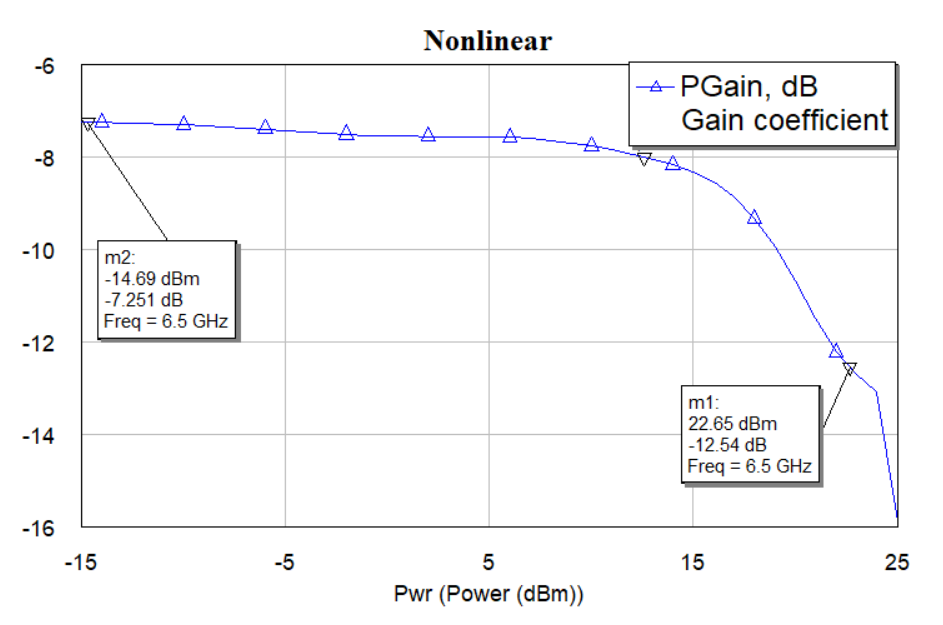 Nonlinear
-6
-8
-10
-12
-14
-16
PGain, dB
Gain coefficient
m2:
-14.69 dBm
-7.251 dB
Freq = 6.5 GHz
m1:
22.65 dBm
-12.54 dB
Freq = 6.5 GHz
-15 -5 5 15 25
Pwr (Power (dBm))